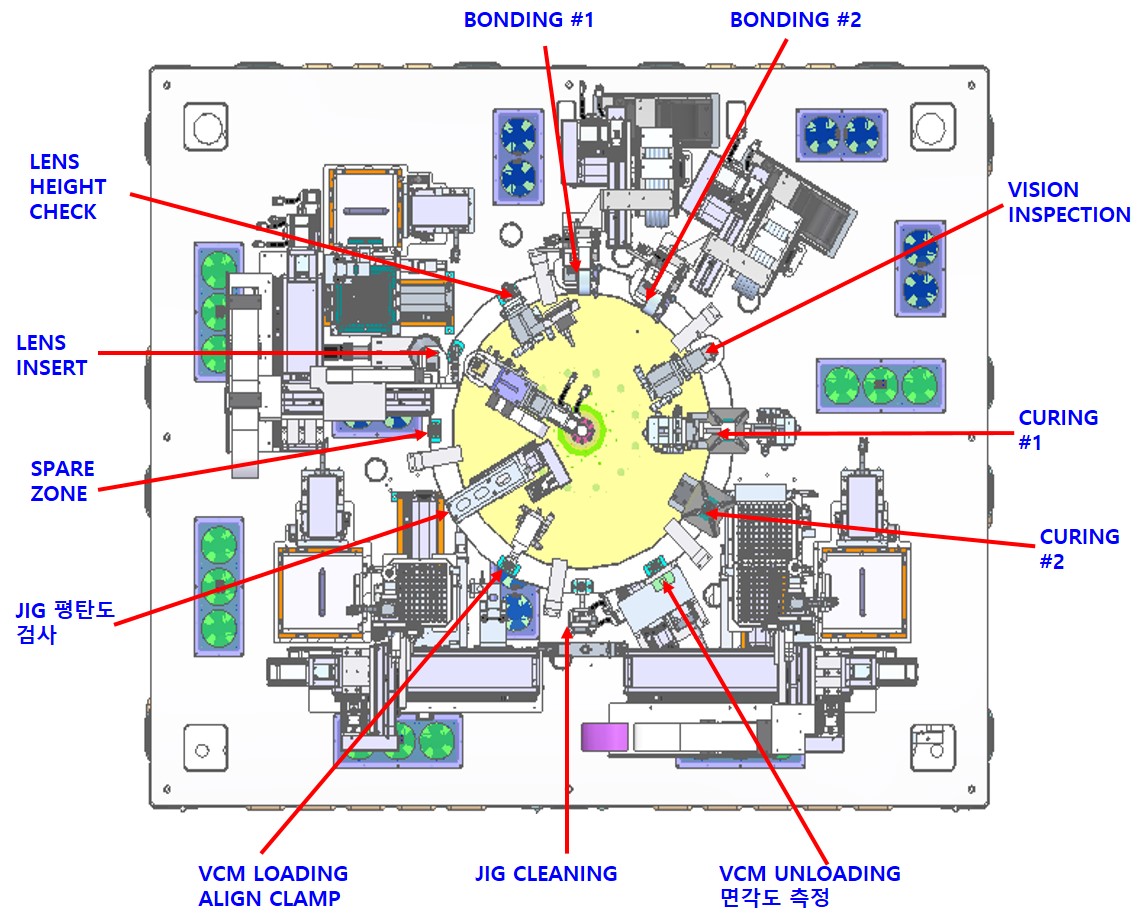 BONDING #1
BONDING #2
LENS
HEIGHT
CHECK
VISION
INSPECTION
LENS
INSERT
CURING
#1
SPARE
ZONE
CURING
#2
JIG 평탄도
검사
VCM LOADING
ALIGN CLAMP
JIG CLEANING
VCM UNLOADING
면각도 측정